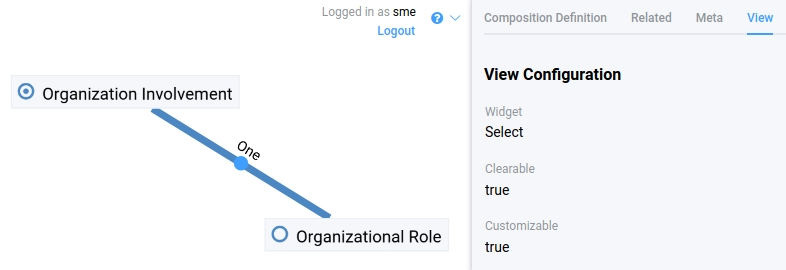 Logged in as sme
Logout
?
Organization Involvement
One
Organizational Role
Composition Definition Related Meta View
View Configuration
Widget
Select
Clearable
true
Customizable
true